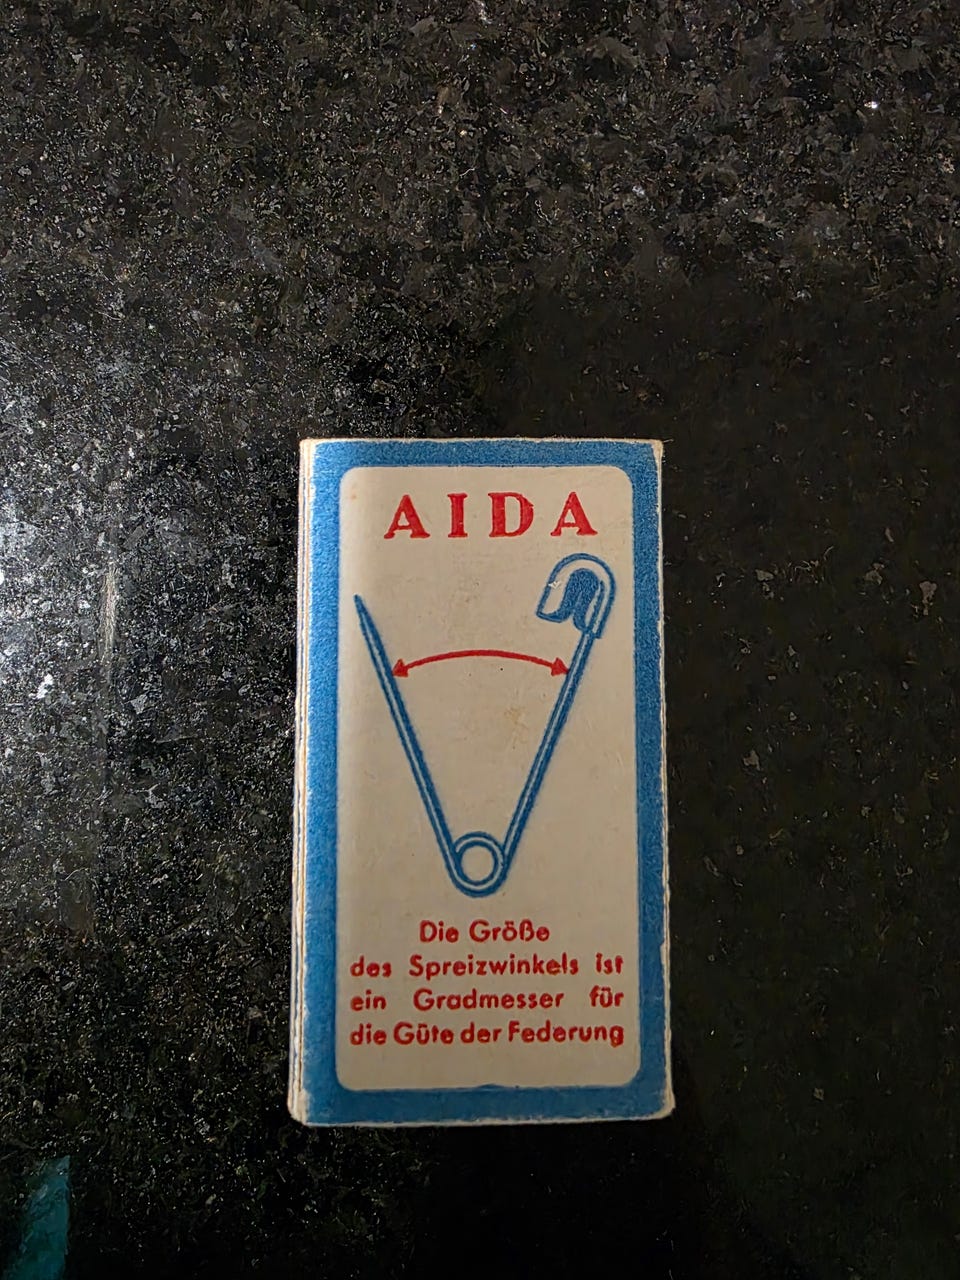 AIDA
Die Größe
des Spreizwinkels ist
ein Gradmesser für
die Güte der Federung